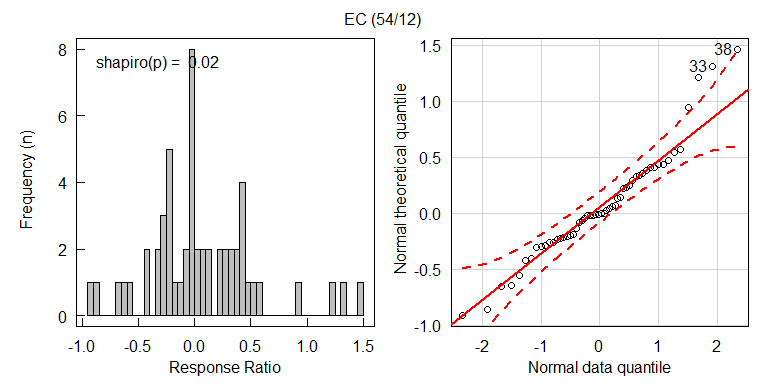 EC (54/12)
shapiro(p) = 0.02
Frequency (n)
8
6
4
2
0
-1.0 -0.5 0.0 0.5 1.0 1.5
Response Ratio
38
33
Normal theoretical quantile
1.5
1.0
0.5
0.0
-0.5
-1.0
-2 -1 0 1 2
Normal data quantile